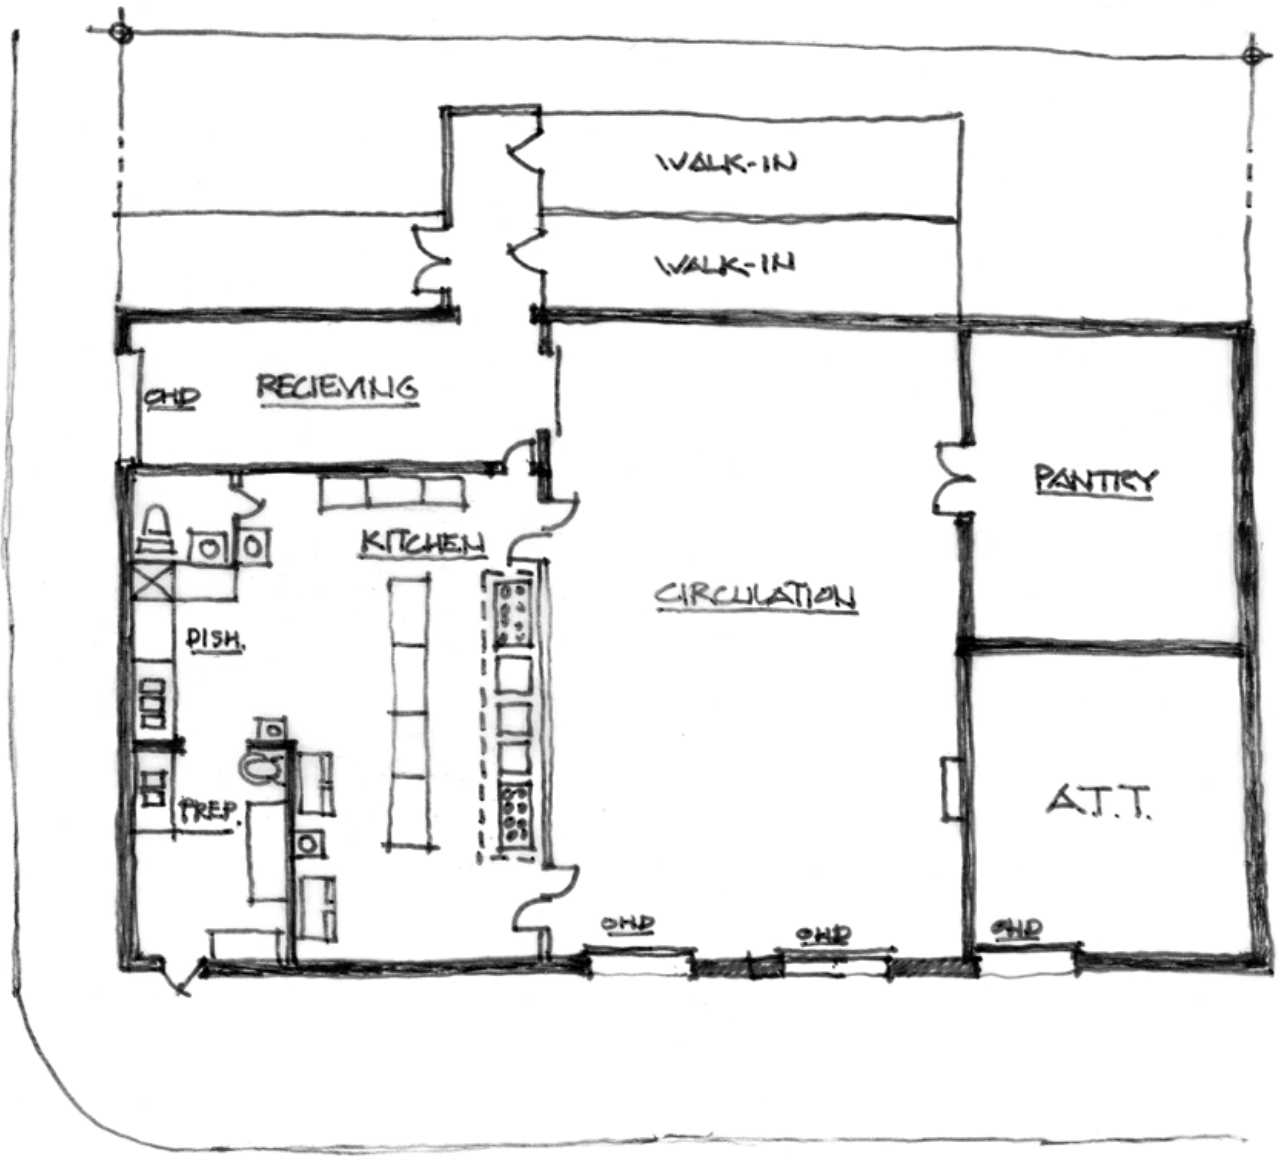 WALK-IN
WALK-IN
OHD
RECIEVING
PANTRY
KITCHEN
CIRCULATION
DISH.
PREP.
A.T.T.
OHD
OHD
OHD